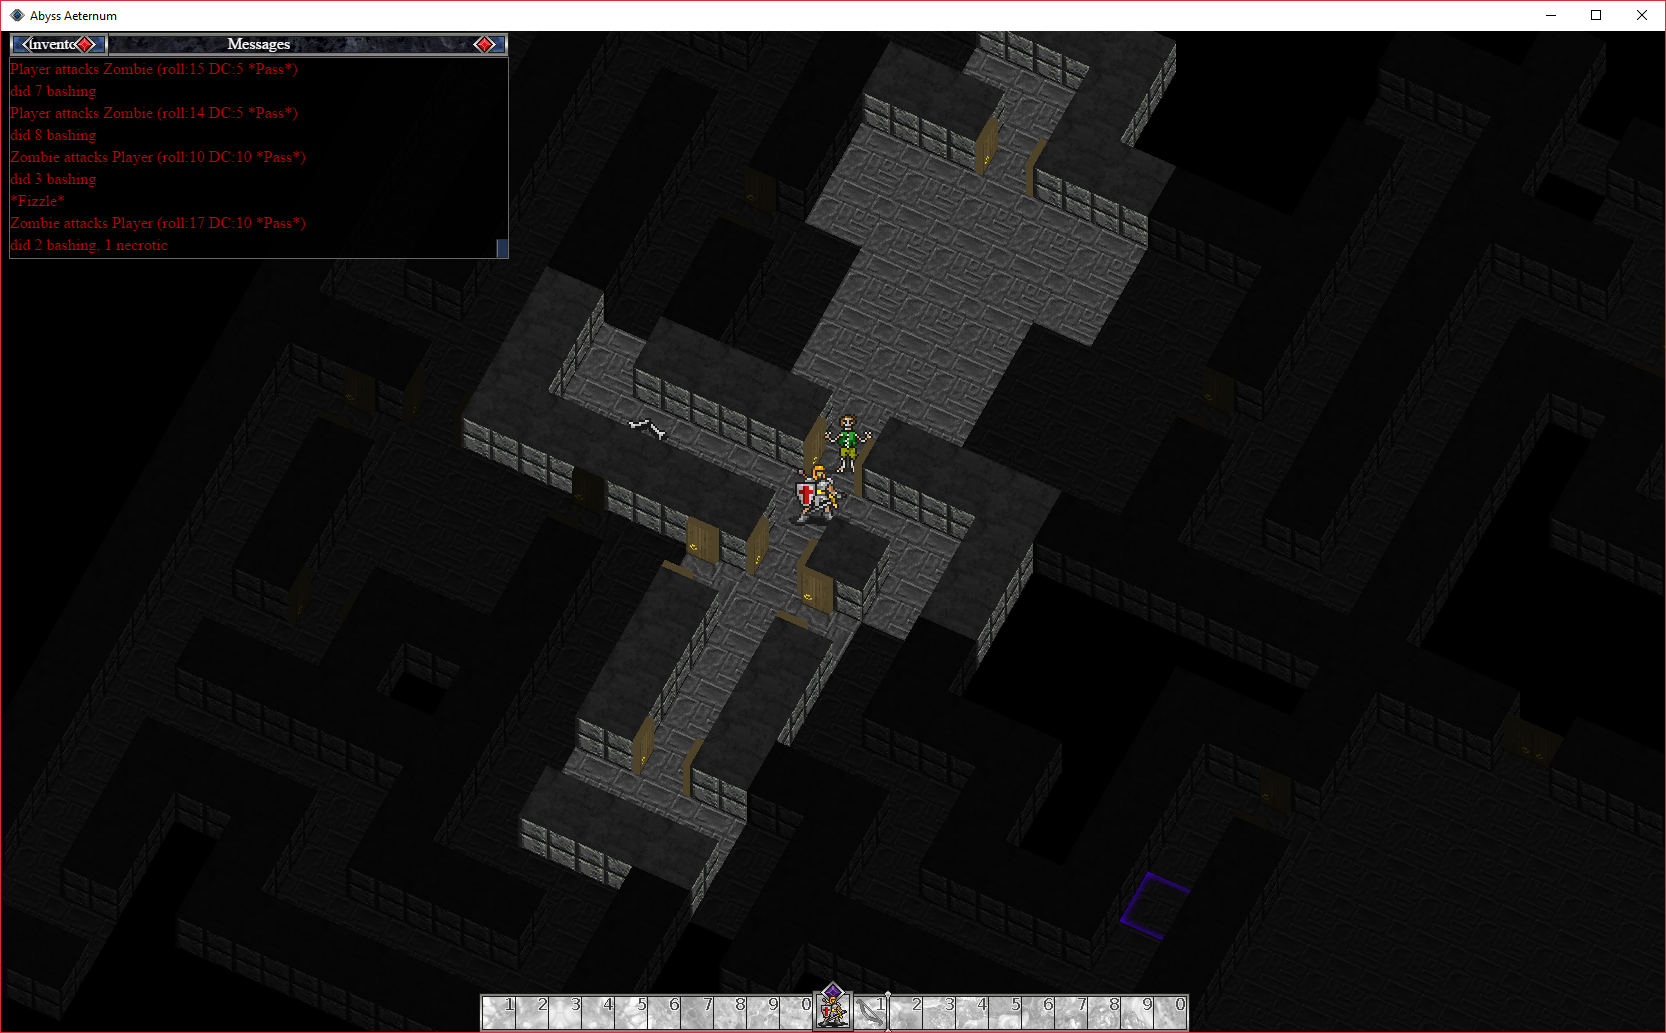 Abyss Aeternum
Invento Messages
Player attacks Zombie (roll:15 DC:5 *Pass*)
did 7 bashing
Player attacks Zombie (roll:14 DC:5 *Pass*)
did 8 bashing
Zombie attacks Player (roll:10 DC:10 *Pass*)
did 3 bashing
*Fizzle*
Zombie attacks Player (roll:17 DC:10 *Pass*)
did 2 bashing, 1 necrotic
1 2 3 4 5 6 7 8 9 0 1 2 3 4 5 6 7 8 9 0